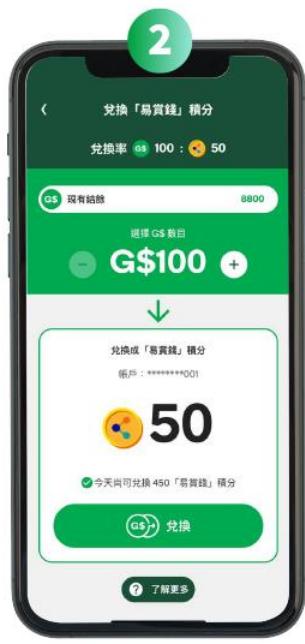 2
兌換「易賞錢」積分
兌換率 G$ 100 : 50
G$ 現有結餘 8800
選擇 G$ 數目
G$100
兌換成「易賞錢」積分
帳戶：********001
50
今天尚可兌換 450「易賞錢」積分
G$ 兌換
? 了解更多